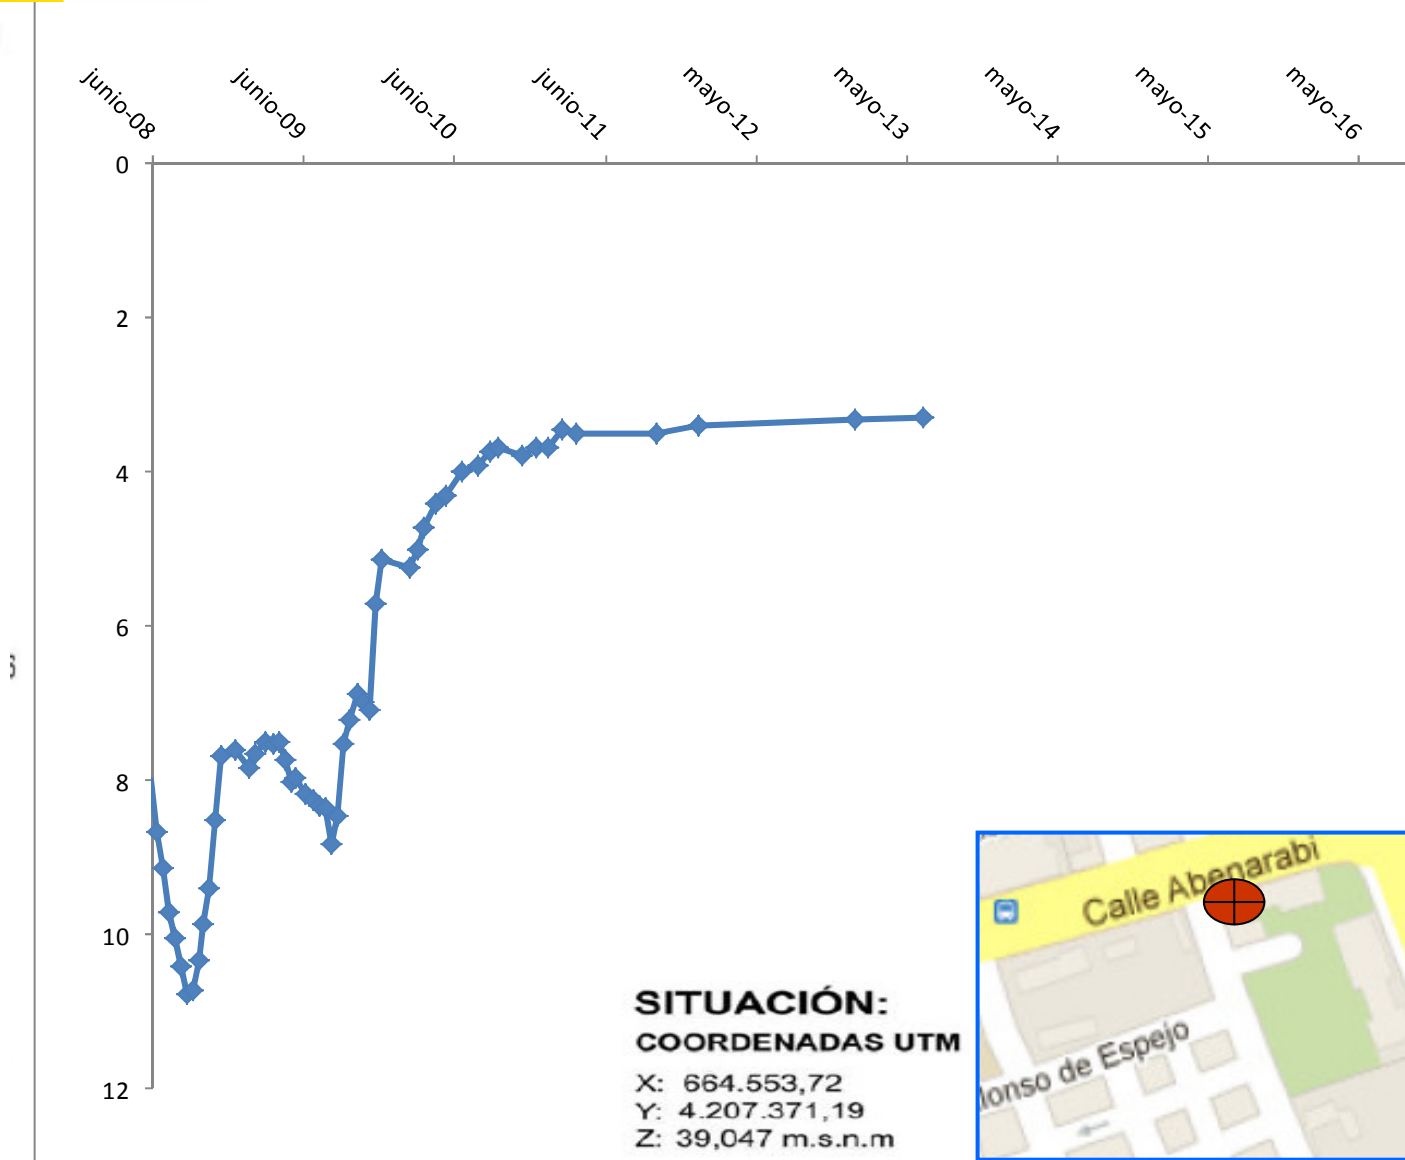 junio-08
junio-09
junio-10
junio-11
mayo-12
mayo-13
mayo-14
mayo-15
mayo-16
0
2
4
6
8
10
12
SITUACIÓN:
COORDENADAS UTM
X: 664.553,72
Y: 4.207.371,19
Z: 39,047 m.s.n.m
Calle Abenarabi
lonso de Espejo